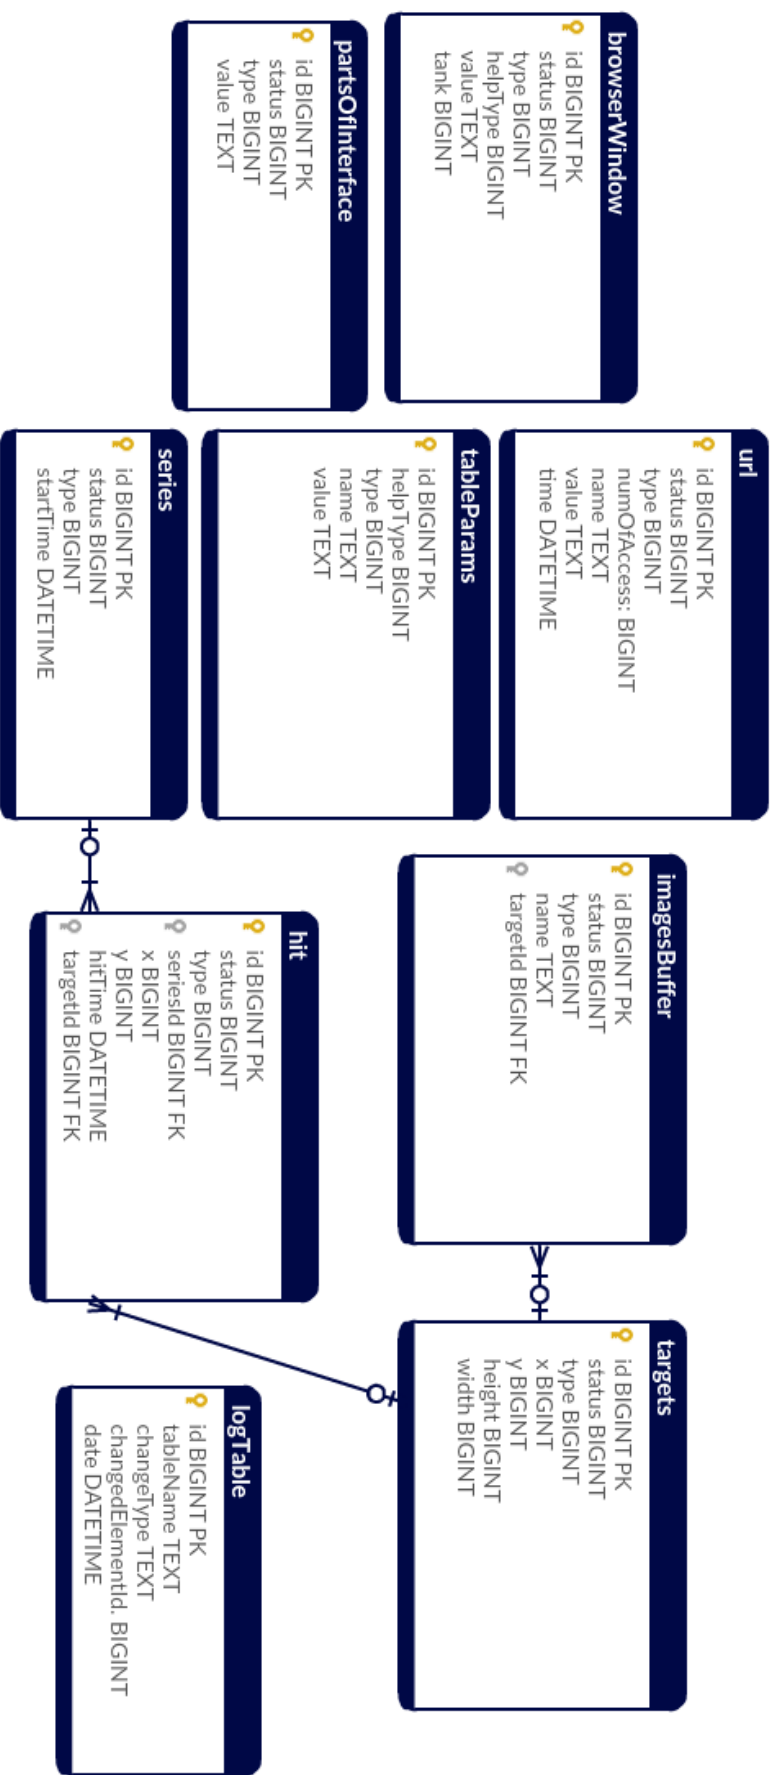 browserWindow
id BIGINT PK
status BIGINT
type BIGINT
helpType BIGINT
value TEXT
tank BIGINT
partsOfInterface
id BIGINT PK
status BIGINT
type BIGINT
value TEXT
url
id BIGINT PK
status BIGINT
type BIGINT
numOfAccess: BIGINT
name TEXT
value TEXT
time DATETIME
tableParams
id BIGINT PK
helpType BIGINT
type BIGINT
name TEXT
value TEXT
series
id BIGINT PK
status BIGINT
type BIGINT
startTime DATETIME
imagesBuffer
id BIGINT PK
status BIGINT
type BIGINT
name TEXT
targetId BIGINT FK
hit
id BIGINT PK
status BIGINT
type BIGINT
seriesId BIGINT FK
x BIGINT
y BIGINT
hitTime DATETIME
targetId BIGINT FK
targets
id BIGINT PK
status BIGINT
type BIGINT
x BIGINT
y BIGINT
height BIGINT
width BIGINT
logTable
id BIGINT PK
tableName TEXT
changeType TEXT
changedElementId. BIGINT
date DATETIME